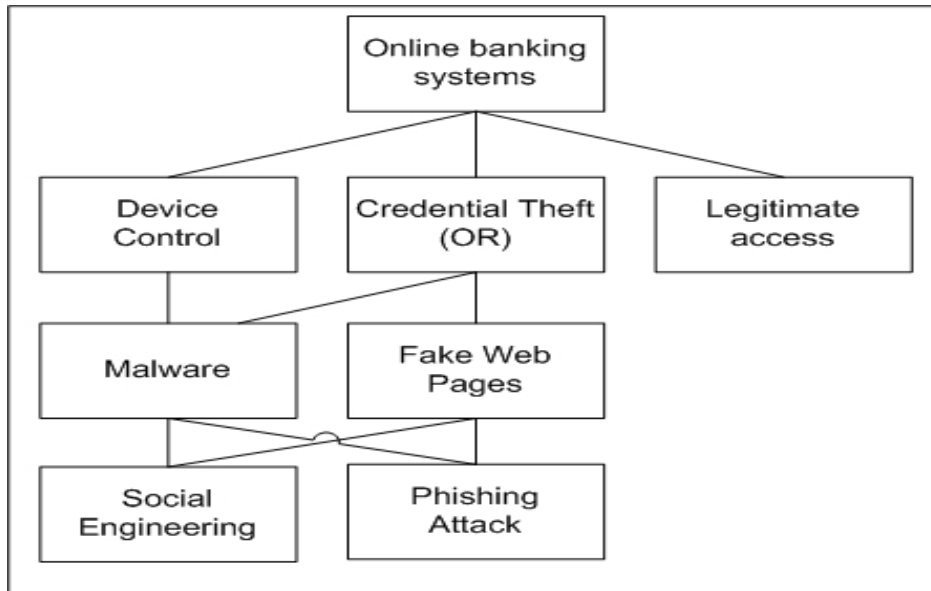 Online banking
systems
Device
Control
Credential Theft
(OR)
Legitimate
access
Malware
Fake Web
Pages
Social
Engineering
Phishing
Attack